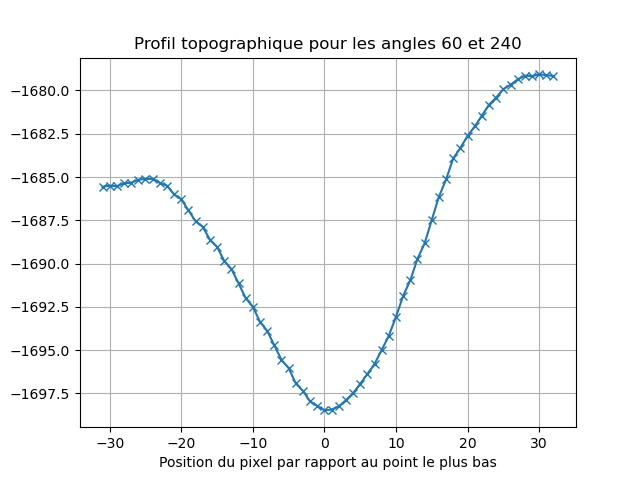 Profil topographique pour les angles 60 et 240
−1680.0
−1682.5
−1685.0
−1687.5
−1690.0
−1692.5
−1695.0
−1697.5
−30 −20 −10 0 10 20 30
Position du pixel par rapport au point le plus bas